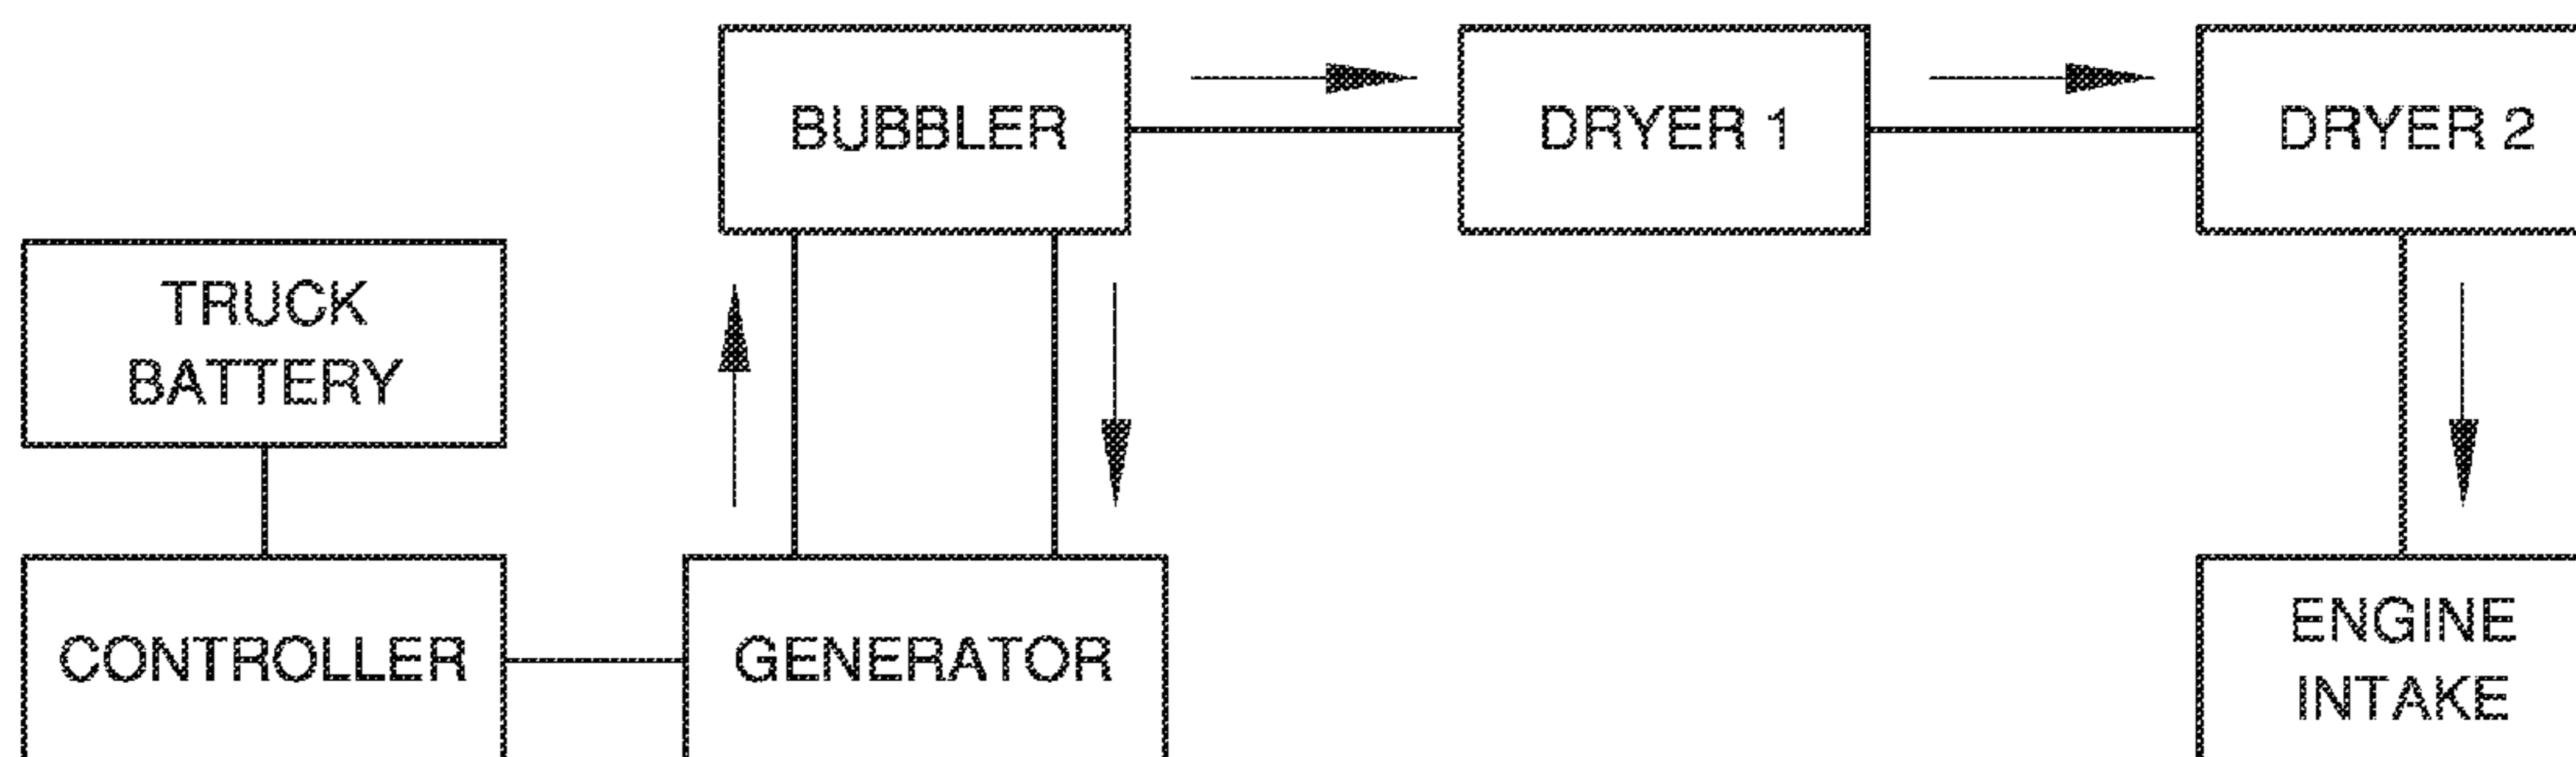 BUBBLER
DRYER 1
DRYER 2
TRUCK
BATTERY
CONTROLLER
GENERATOR
ENGINE
INTAKE